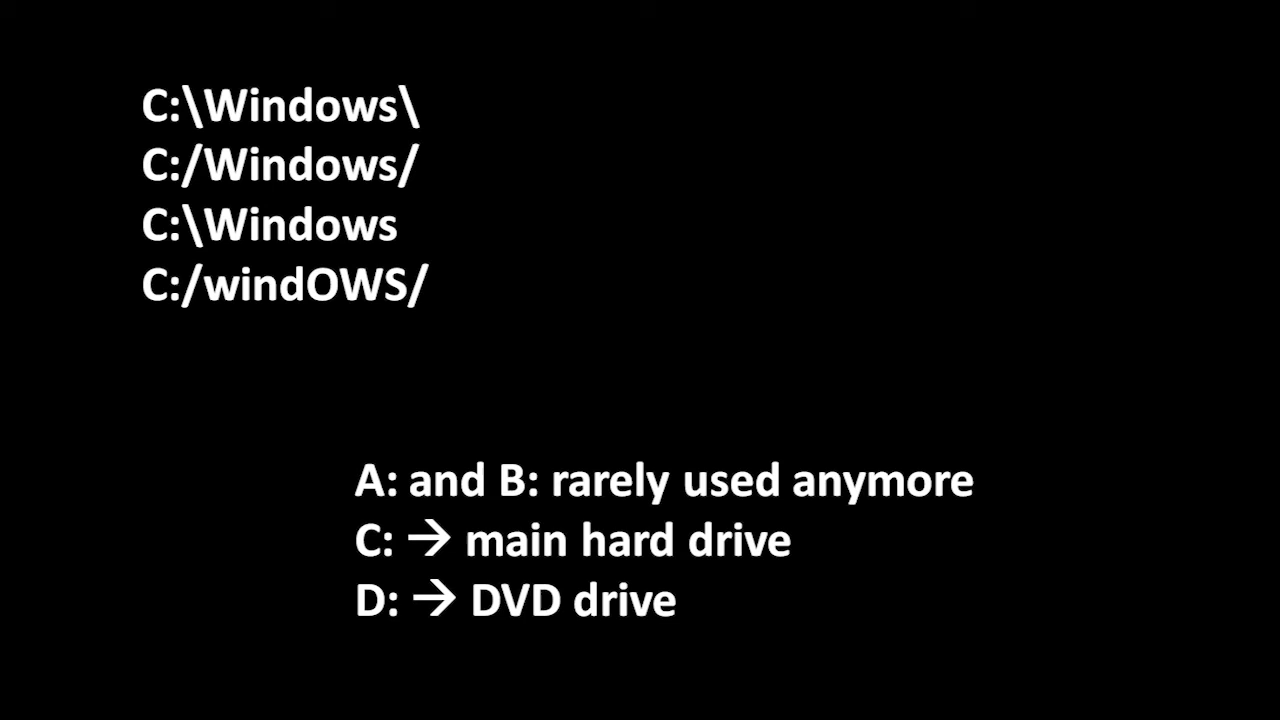 C:\Windows\
C:/Windows/
C:\Windows
C:/windOWS/
A: and B: rarely used anymore
C: → main hard drive
D: → DVD drive